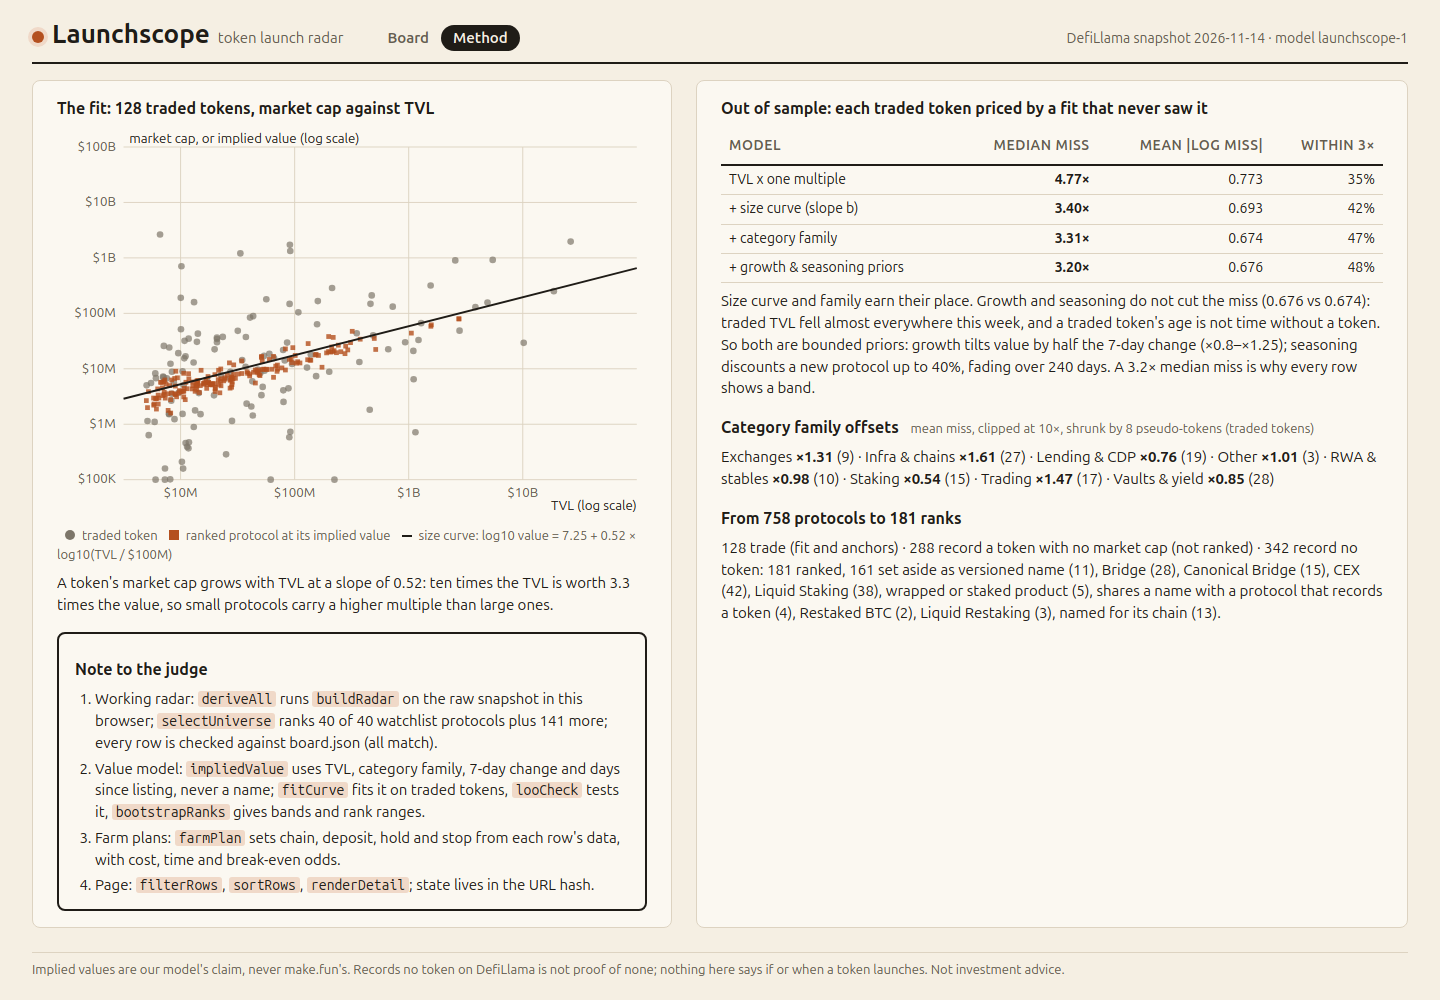 Launchscope token launch radar Board Method
DefiLlama snapshot 2026-11-14 · model launchscope-1
The fit: 128 traded tokens, market cap against TVL
market cap, or implied value (log scale)
$100B
$10B
$1B
$100M
$10M
$1M
$100K
$10M $100M $1B $10B
TVL (log scale)
traded token ranked protocol at its implied value size curve: log10 value = 7.25 + 0.52 ×
log10(TVL / $100M)
A token's market cap grows with TVL at a slope of 0.52: ten times the TVL is worth 3.3
times the value, so small protocols carry a higher multiple than large ones.
Note to the judge
1. Working radar: deriveAll runs buildRadar on the raw snapshot in this
browser; selectUniverse ranks 40 of 40 watchlist protocols plus 141 more;
every row is checked against board.json (all match).
2. Value model: impliedValue uses TVL, category family, 7-day change and days
since listing, never a name; fitCurve fits it on traded tokens, looCheck tests
it, bootstrapRanks gives bands and rank ranges.
3. Farm plans: farmPlan sets chain, deposit, hold and stop from each row's data,
with cost, time and break-even odds.
4. Page: filterRows, sortRows, renderDetail; state lives in the URL hash.
Out of sample: each traded token priced by a fit that never saw it
MODEL MEDIAN MISS MEAN |LOG MISS| WITHIN 3×
TVL x one multiple 4.77× 0.773 35%
+ size curve (slope b) 3.40× 0.693 42%
+ category family 3.31× 0.674 47%
+ growth & seasoning priors 3.20× 0.676 48%
Size curve and family earn their place. Growth and seasoning do not cut the miss (0.676 vs 0.674):
traded TVL fell almost everywhere this week, and a traded token's age is not time without a token.
So both are bounded priors: growth tilts value by half the 7-day change (×0.8–×1.25); seasoning
discounts a new protocol up to 40%, fading over 240 days. A 3.2× median miss is why every row
shows a band.
Category family offsets mean miss, clipped at 10×, shrunk by 8 pseudo-tokens (traded tokens)
Exchanges ×1.31 (9) · Infra & chains ×1.61 (27) · Lending & CDP ×0.76 (19) · Other ×1.01 (3) · RWA &
stables ×0.98 (10) · Staking ×0.54 (15) · Trading ×1.47 (17) · Vaults & yield ×0.85 (28)
From 758 protocols to 181 ranks
128 trade (fit and anchors) · 288 record a token with no market cap (not ranked) · 342 record no
token: 181 ranked, 161 set aside as versioned name (11), Bridge (28), Canonical Bridge (15), CEX
(42), Liquid Staking (38), wrapped or staked product (5), shares a name with a protocol that records
a token (4), Restaked BTC (2), Liquid Restaking (3), named for its chain (13).
Implied values are our model's claim, never make.fun's. Records no token on DefiLlama is not proof of none; nothing here says if or when a token launches. Not investment advice.